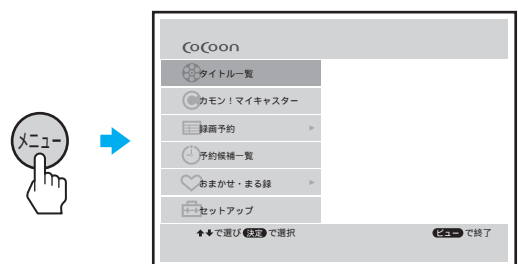 CoCoon
メニュー
タイトル一覧
カモン！マイキャスター
録画予約
予約候補一覧
おまかせ・まる録
セットアップ
↑↓で選び 決定 で選択 ビュー で終了